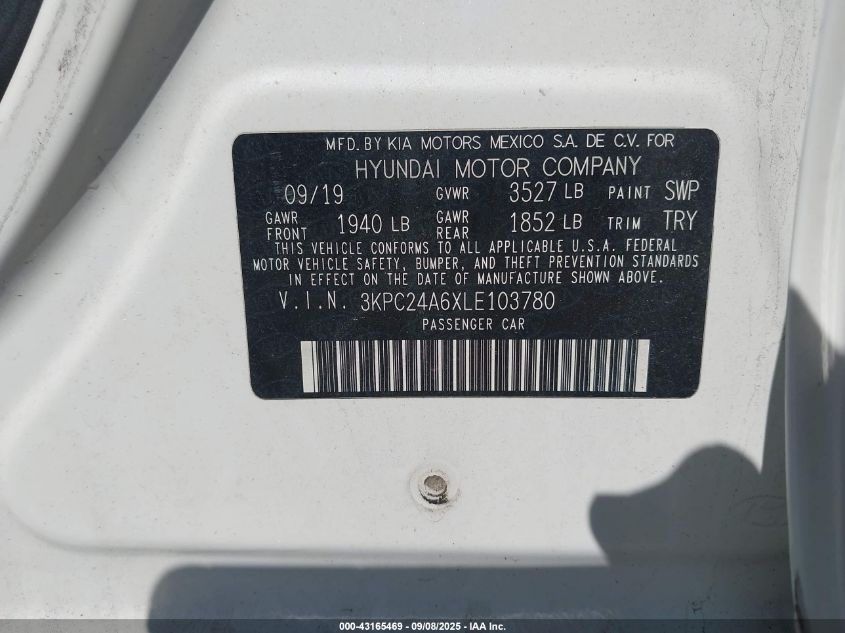 MFD. BY KIA MOTORS MEXICO S.A. DE C.V. FOR
HYUNDAI MOTOR COMPANY
09/19 GVWR 3527 LB PAINT SWP
GAWR FRONT 1940 LB GAWR REAR 1852 LB TRIM TRY
THIS VEHICLE CONFORMS TO ALL APPLICABLE U.S.A. FEDERAL
MOTOR VEHICLE SAFETY, BUMPER, AND THEFT PREVENTION STANDARDS
IN EFFECT ON THE DATE OF MANUFACTURE SHOWN ABOVE.
V.I.N. 3KPC24A6XLE103780
PASSENGER CAR
000-43165469 - 09/08/2025 - IAA Inc.